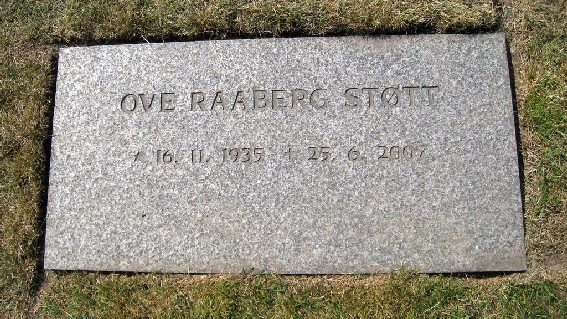 OVE RAABERG STØTT
* 16. 11. 1935 + 25. 6. 2007